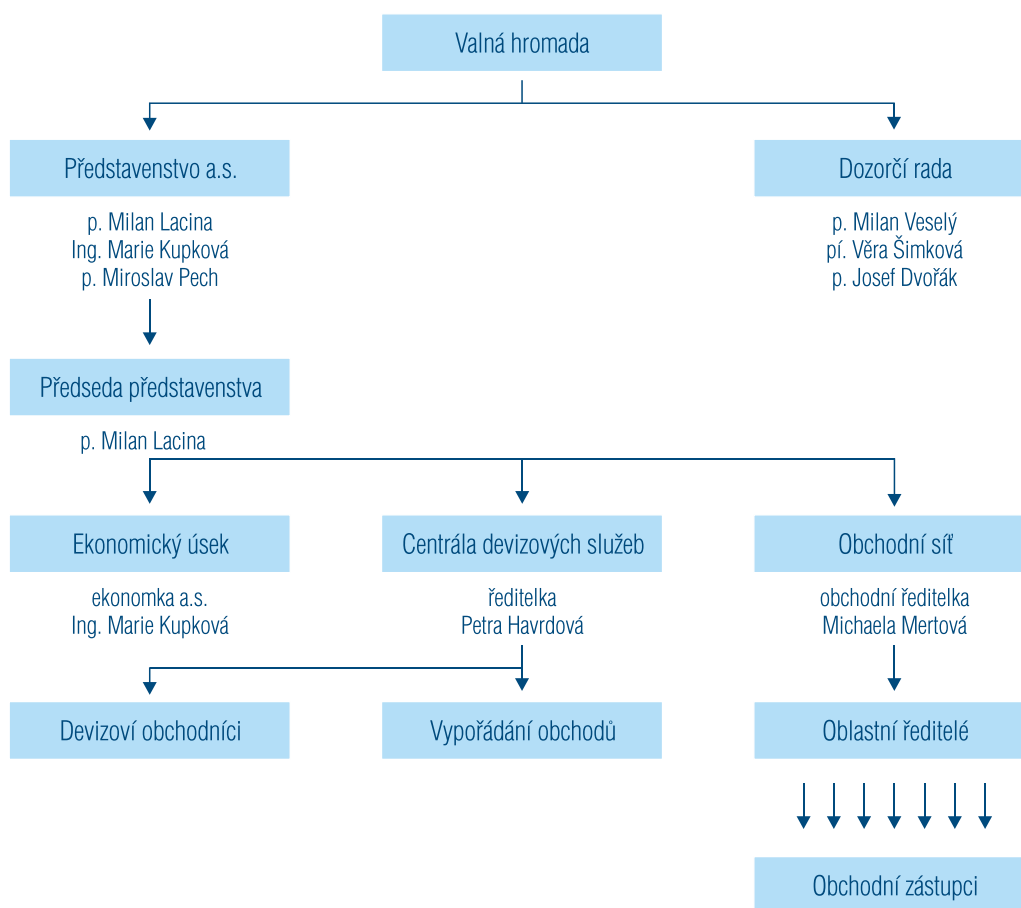 Valná hromada
Představenstvo a.s.
p. Milan Lacina
Ing. Marie Kupková
p. Miroslav Pech
Dozorčí rada
p. Milan Veselý
pí. Věra Šimková
p. Josef Dvořák
Předseda představenstva
p. Milan Lacina
Ekonomický úsek
ekonomka a.s.
Ing. Marie Kupková
Centrála devizových služeb
ředitelka
Petra Havrdová
Obchodní síť
obchodní ředitelka
Michaela Mertová
Devizoví obchodníci
Vypořádání obchodů
Oblastní ředitelé
Obchodní zástupci